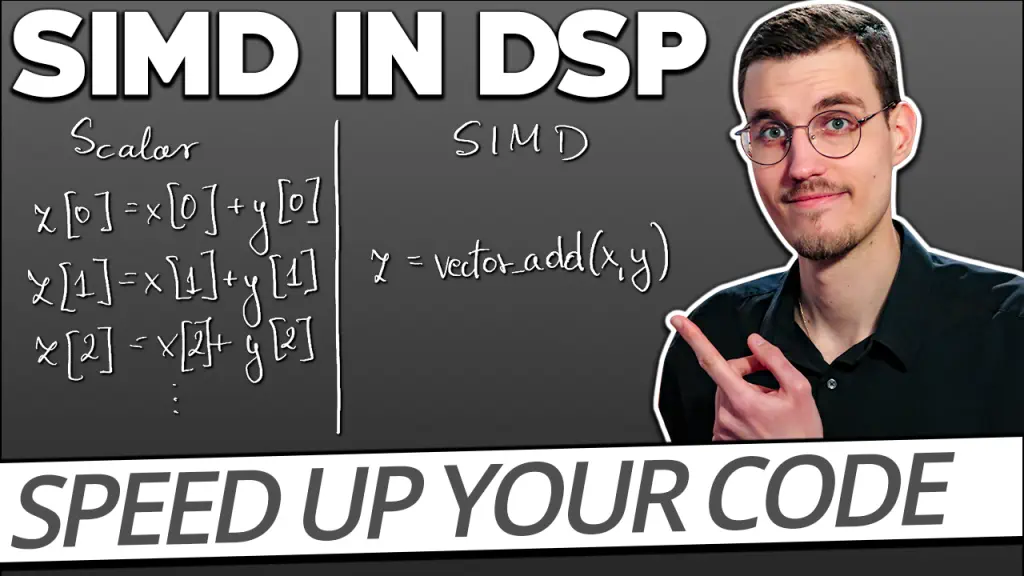 SIMD IN DSP
Scalar
z[0]=x[0]+y[0]
z[1]=x[1]+y[1]
z[2]=x[2]+y[2]
⋮
SIMD
z=vector_add(x,y)
SPEED UP YOUR CODE